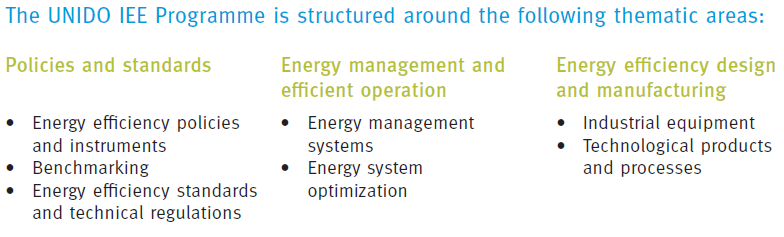 The UNIDO IEE Programme is structured around the following thematic areas:
Policies and standards
• Energy efficiency policies
and instruments
• Benchmarking
• Energy efficiency standards
and technical regulations
Energy management and
efficient operation
• Energy management
systems
• Energy system
optimization
Energy efficiency design
and manufacturing
• Industrial equipment
• Technological products
and processes